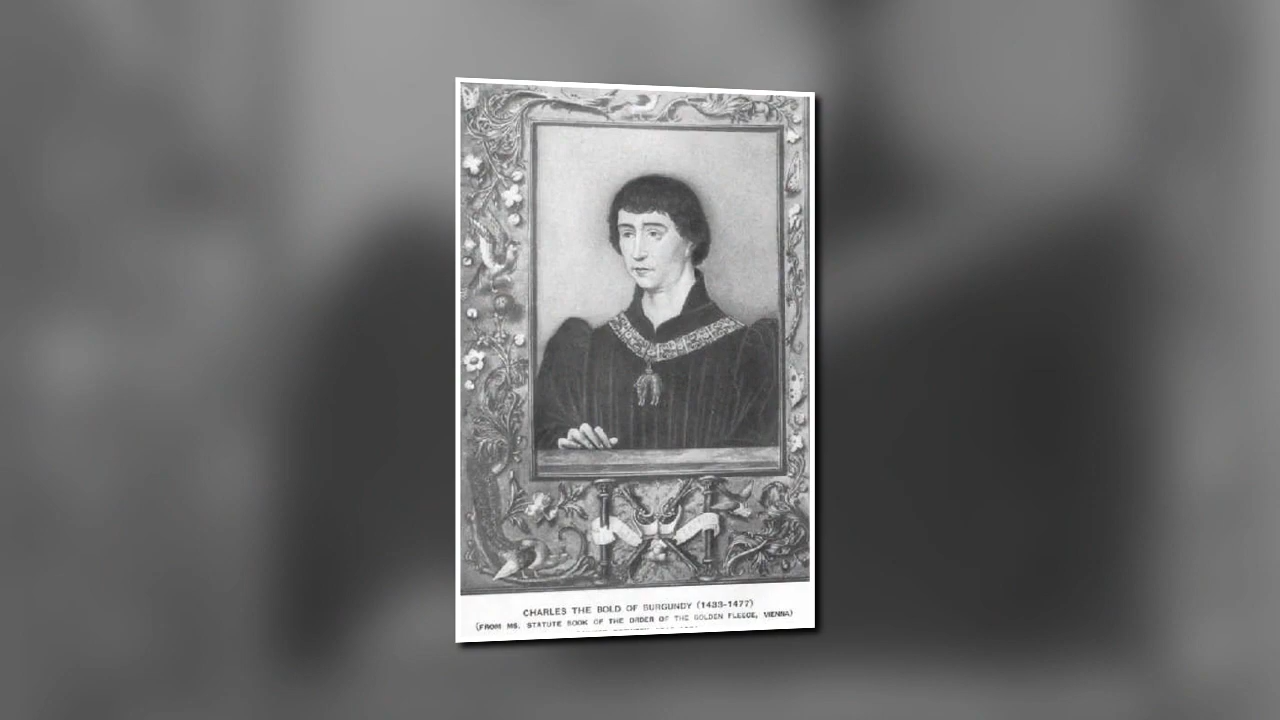 CHARLES THE BOLD OF BURGUNDY (1433-1477)
(FROM MS. STATUTE BOOK OF THE ORDER OF THE GOLDEN FLEECE, VIENNA)